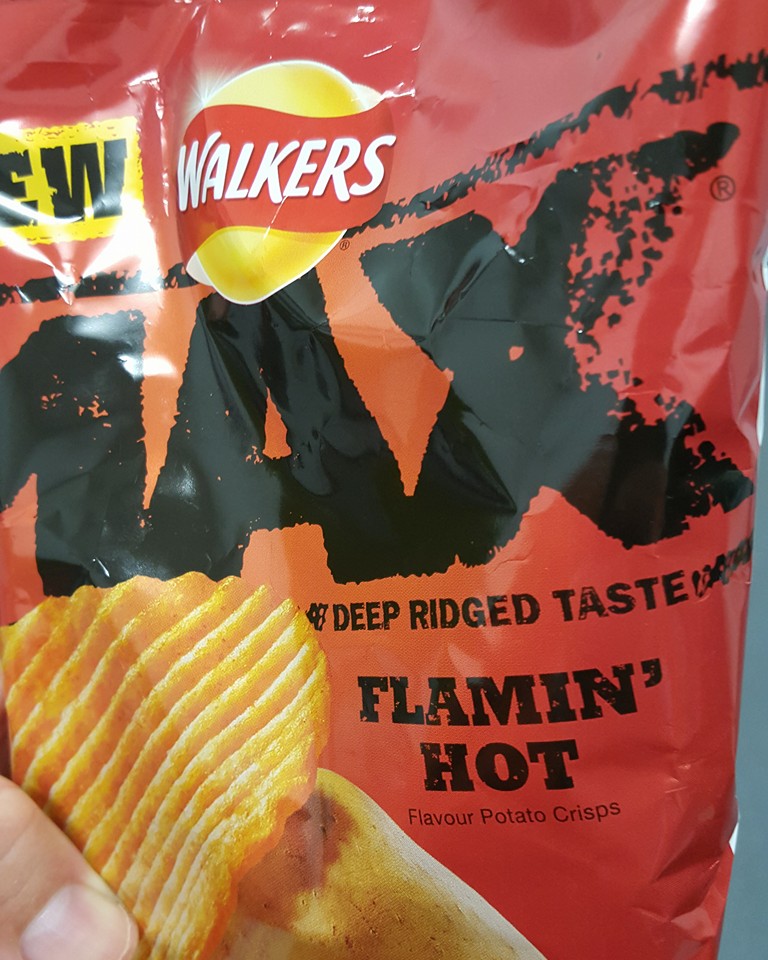 EW
WALKERS
®
®
MAX
DEEP RIDGED TASTE
FLAMIN'
HOT
Flavour Potato Crisps